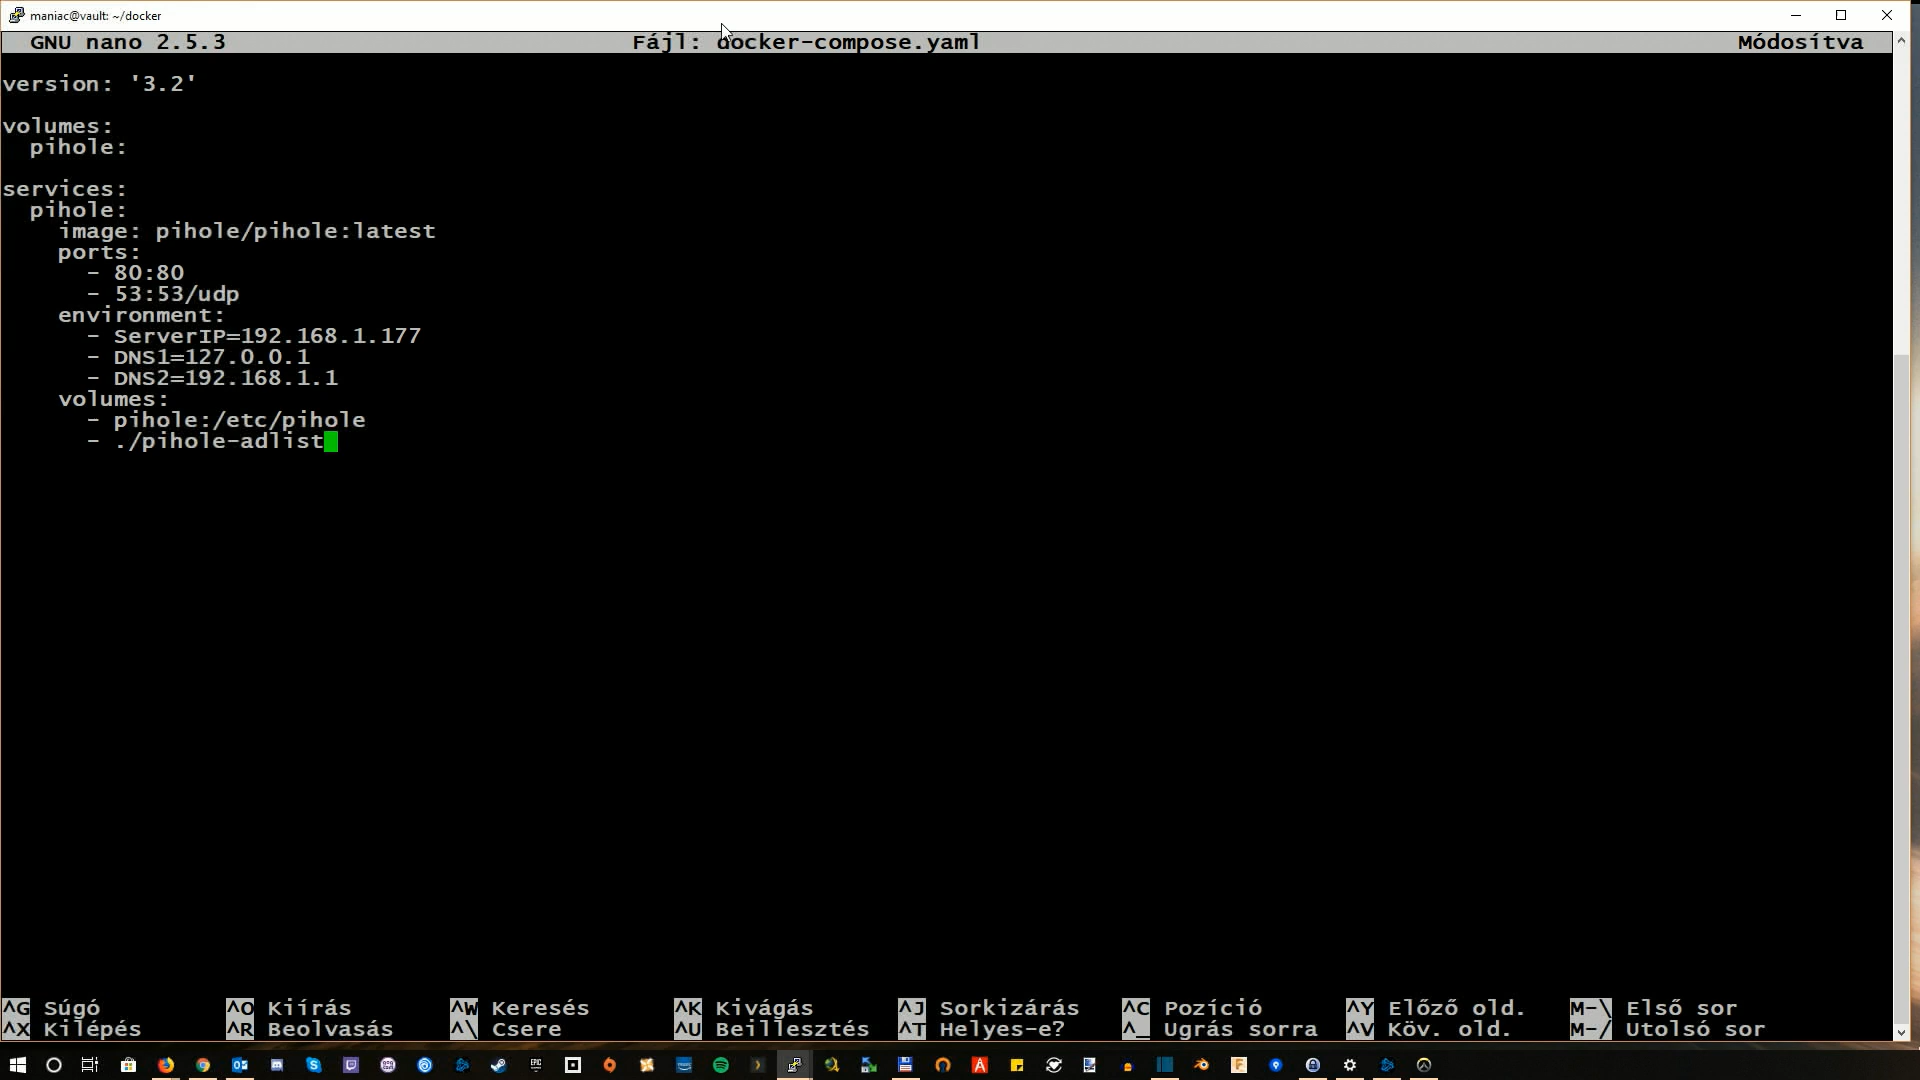 maniac@vault: ~/docker
GNU nano 2.5.3 Fájl: docker-compose.yaml Módosítva
version: '3.2'
volumes:
  pihole:
services:
  pihole:
    image: pihole/pihole:latest
    ports:
      - 80:80
      - 53:53/udp
    environment:
      - ServerIP=192.168.1.177
      - DNS1=127.0.0.1
      - DNS2=192.168.1.1
    volumes:
      - pihole:/etc/pihole
      - ./pihole-adlist
^G Súgó ^O Kiírás ^W Keresés ^K Kivágás ^J Sorkizárás ^C Pozíció ^Y Előző old. M-\ Első sor
^X Kilépés ^R Beolvasás ^\ Csere ^U Beillesztés ^T Helyes-e? ^_ Ugrás sorra ^V Köv. old. M-/ Utolsó sor